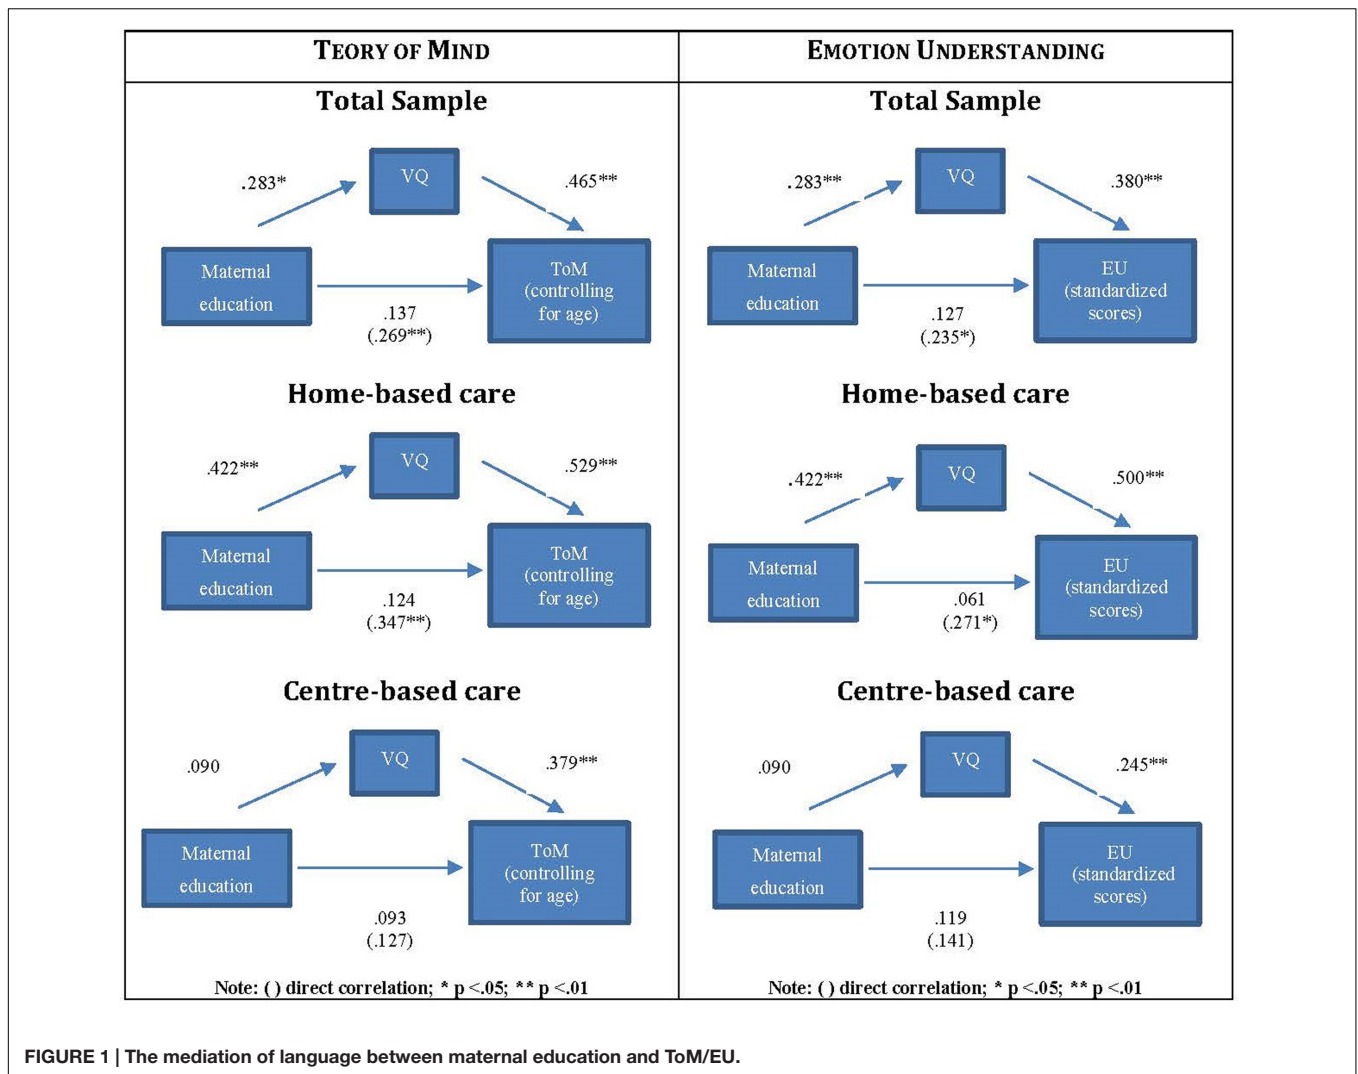 TEORY OF MIND
Total Sample
.283*
VQ
.465**
Maternal
education
ToM
(controlling
for age)
.137
(.269**)
Home-based care
.422**
VQ
.529**
Maternal
education
ToM
(controlling
for age)
.124
(.347**)
Centre-based care
.090
VQ
.379**
Maternal
education
ToM
(controlling
for age)
.093
(.127)
Note: ( ) direct correlation; * p <.05; ** p <.01
EMOTION UNDERSTANDING
Total Sample
.283**
VQ
.380**
Maternal
education
EU
(standardized
scores)
.127
(.235*)
Home-based care
.422**
VQ
.500**
Maternal
education
EU
(standardized
scores)
.061
(.271*)
Centre-based care
.090
VQ
.245**
Maternal
education
EU
(standardized
scores)
.119
(.141)
Note: ( ) direct correlation; * p <.05; ** p <.01
FIGURE 1 | The mediation of language between maternal education and ToM/EU.